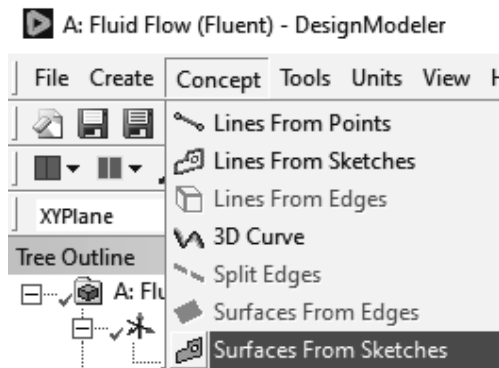 A: Fluid Flow (Fluent) - DesignModeler
File Create Concept Tools Units View
Lines From Points
Lines From Sketches
Lines From Edges
XYPlane
3D Curve
Tree Outline
Split Edges
A:
Surfaces From Edges
Surfaces From Sketches